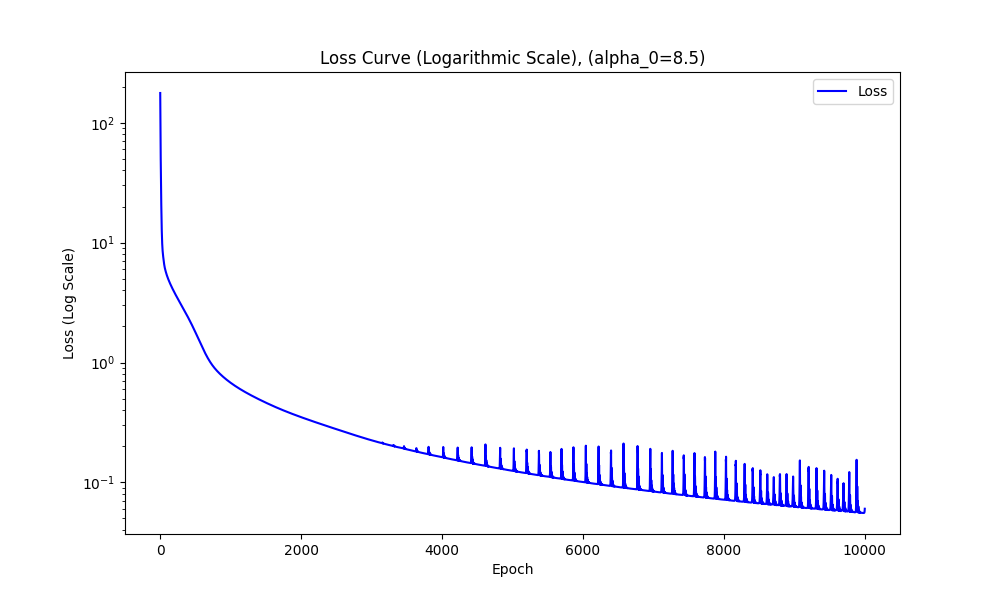 Loss Curve (Logarithmic Scale), (alpha_0=8.5)
Loss
Loss (Log Scale)
10²
10¹
10⁰
10⁻¹
0 2000 4000 6000 8000 10000
Epoch